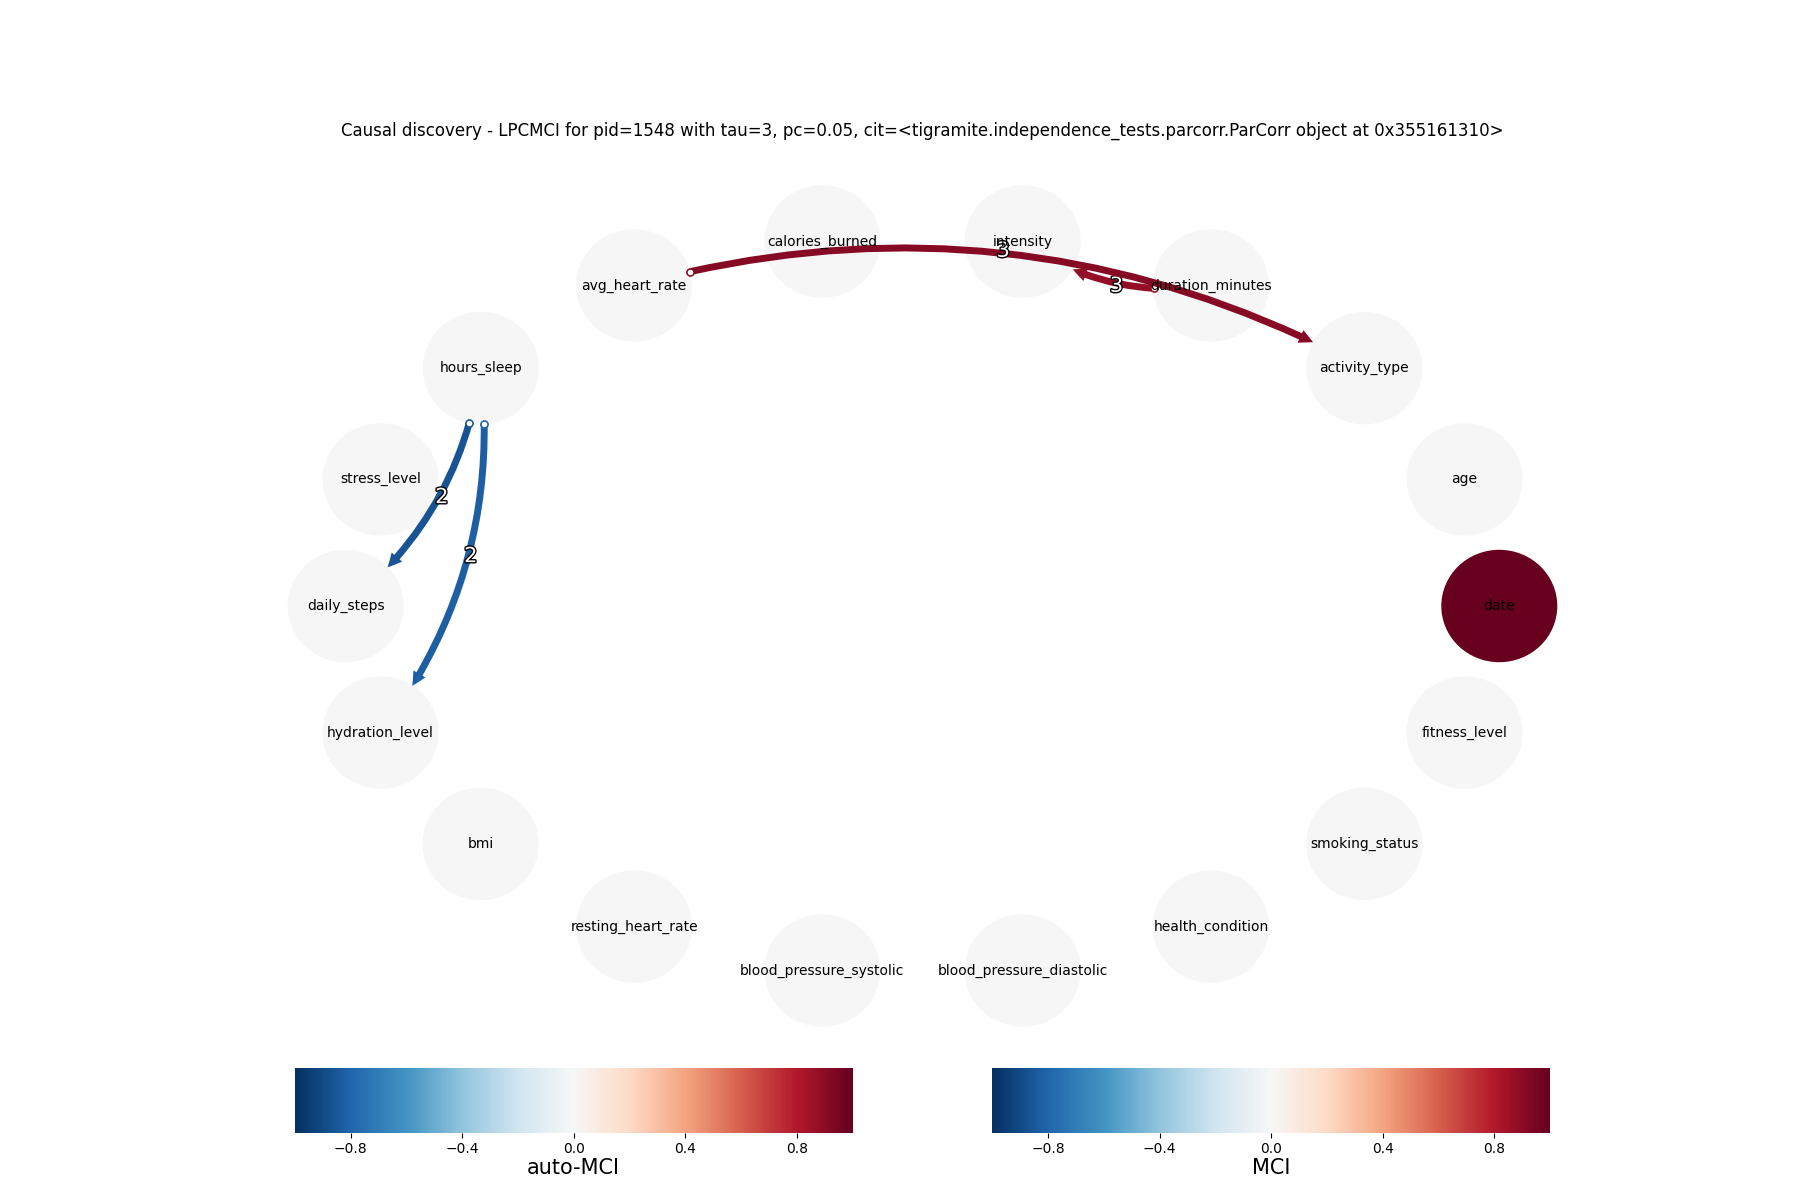 Causal discovery - LPCMCI for pid=1548 with tau=3, pc=0.05, cit=<tigramite.independence_tests.parcorr.ParCorr object at 0x355161310>
calories_burned
intensity
3
avg_heart_rate
3
duration_minutes
hours_sleep
activity_type
stress_level
2
age
2
daily_steps
date
hydration_level
fitness_level
bmi
smoking_status
resting_heart_rate
health_condition
blood_pressure_systolic
blood_pressure_diastolic
−0.8 −0.4 0.0 0.4 0.8
auto-MCI
−0.8 −0.4 0.0 0.4 0.8
MCI